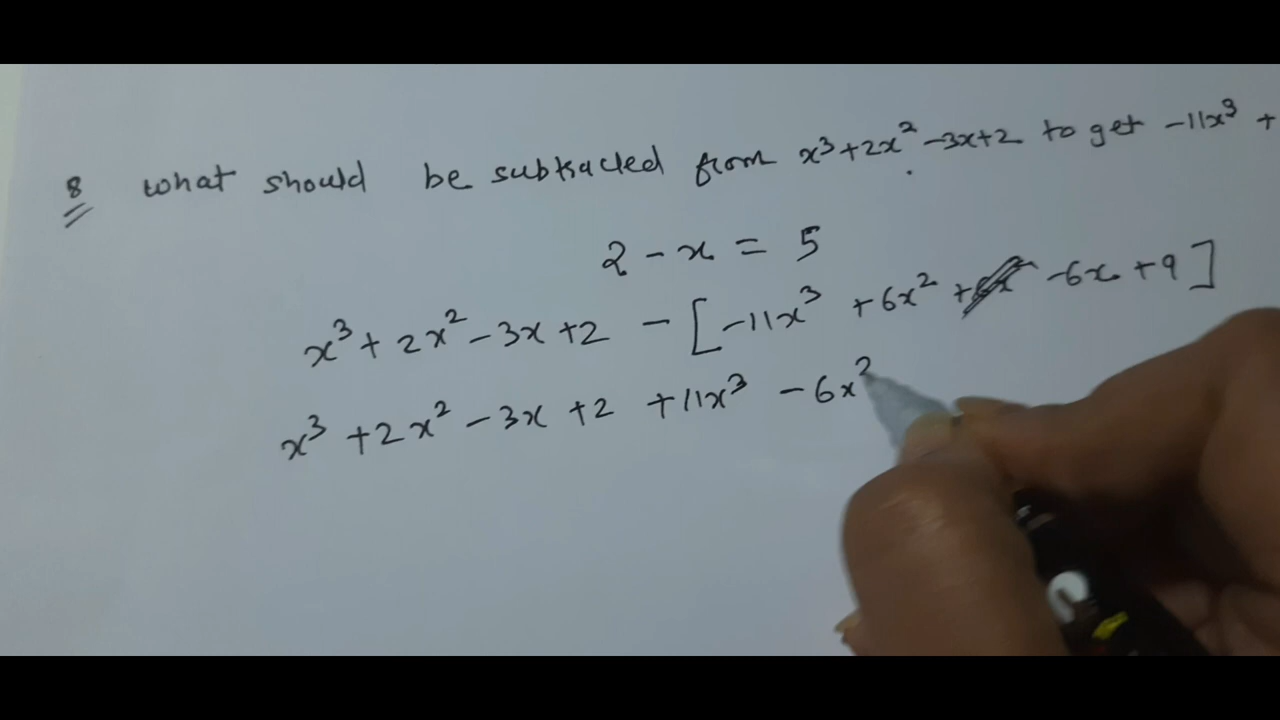 8 What should be subtracted from x³+2x²-3x+2 to get -11x³ +
2 - x = 5
x³ + 2x² - 3x + 2 - [-11x³ + 6x² + -6x + 9]
x³ + 2x² - 3x + 2 + 11x³ - 6x²